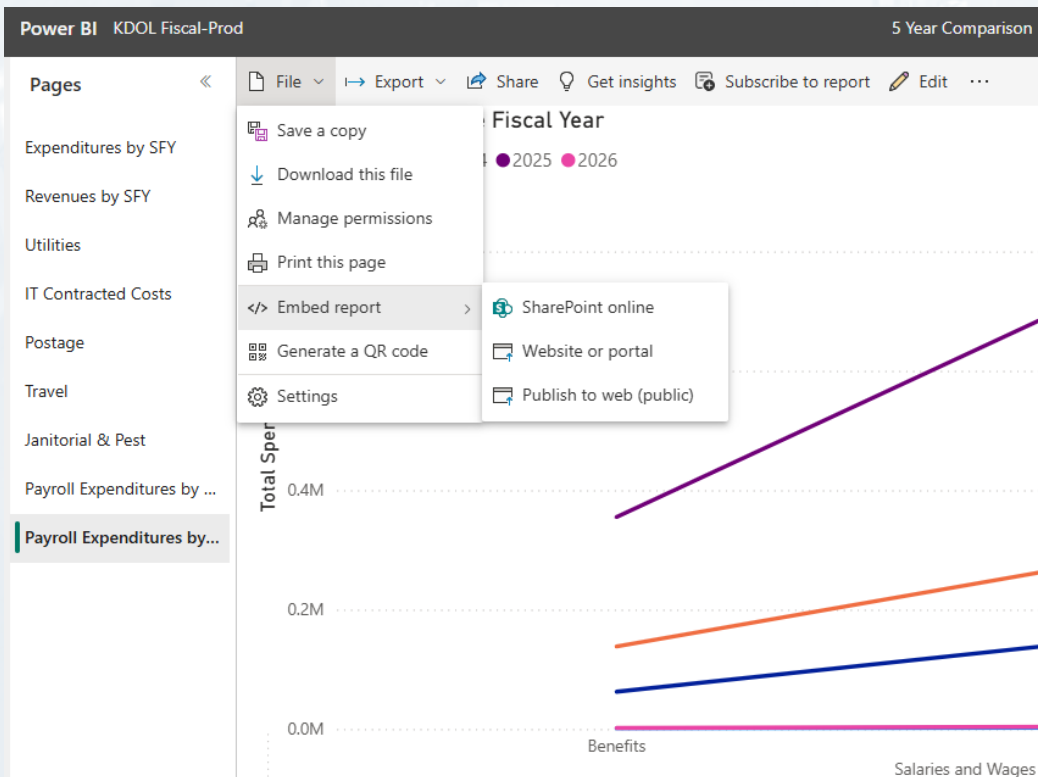 Power BI KDOL Fiscal-Prod 5 Year Comparison
Pages
File Export Share Get insights Subscribe to report Edit ...
Expenditures by SFY
Revenues by SFY
Utilities
IT Contracted Costs
Postage
Travel
Janitorial & Pest
Payroll Expenditures by ...
Payroll Expenditures by...
Save a copy
Download this file
Manage permissions
Print this page
Embed report
Generate a QR code
Settings
SharePoint online
Website or portal
Publish to web (public)
Fiscal Year
2025 2026
Total Spen
0.4M
0.2M
0.0M
Benefits
Salaries and Wages